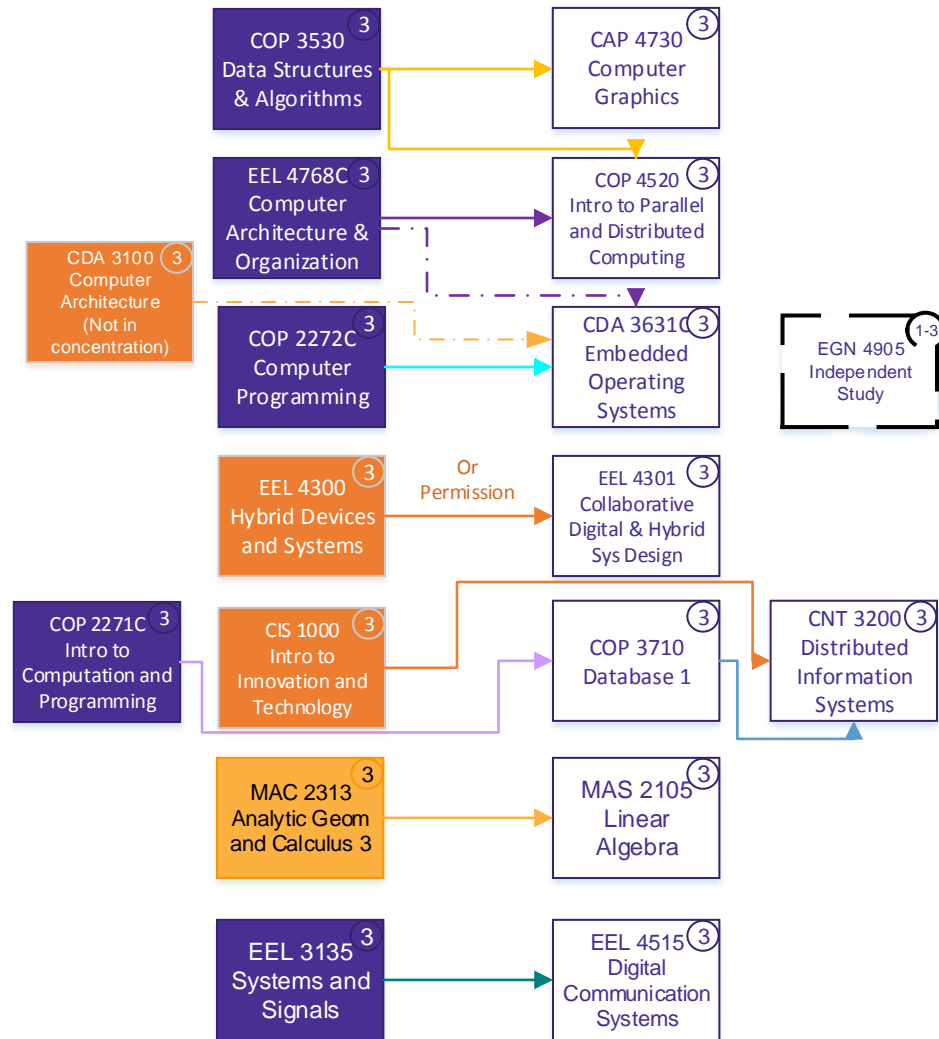 3
COP 3530
Data Structures
& Algorithms
3
CAP 4730
Computer
Graphics
3
EEL 4768C
Computer
Architecture &
Organization
3
COP 4520
Intro to Parallel
and Distributed
Computing
CDA 3100
3
Computer
Architecture
(Not in
concentration)
3
COP 2272C
Computer
Programming
3
CDA 3631C
Embedded
Operating
Systems
1-3
EGN 4905
Independent
Study
3
EEL 4300
Hybrid Devices
and Systems
Or
Permission
3
EEL 4301
Collaborative
Digital & Hybrid
Sys Design
3
COP 2271C
Intro to
Computation and
Programming
3
CIS 1000
Intro to
Innovation and
Technology
3
COP 3710
Database 1
3
CNT 3200
Distributed
Information
Systems
3
MAC 2313
Analytic Geom
and Calculus 3
3
MAS 2105
Linear
Algebra
3
EEL 3135
Systems and
Signals
3
EEL 4515
Digital
Communication
Systems